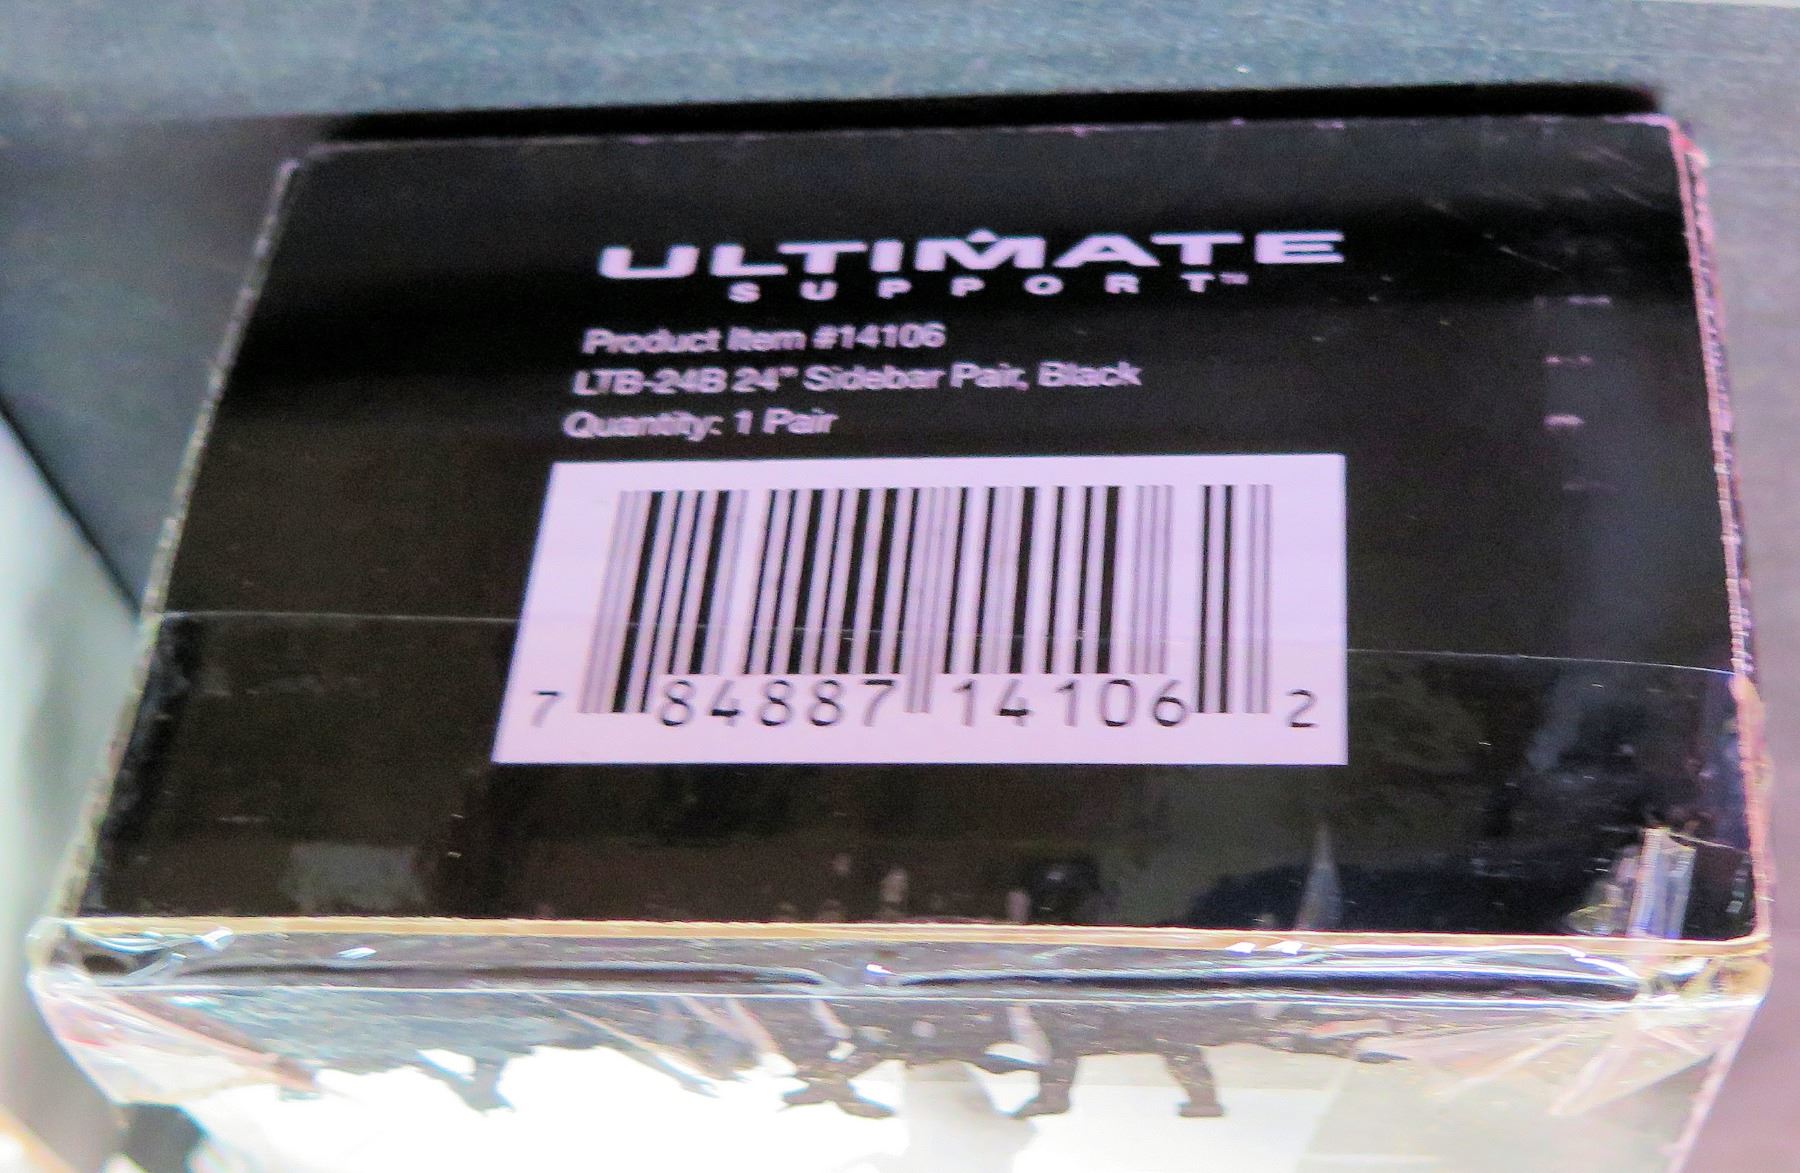 ULTIMATE
SUPPORT™
Product Item #14106
LTB-24B 24" Sidebar Pair, Black
Quantity: 1 Pair
7 84887 14106 2